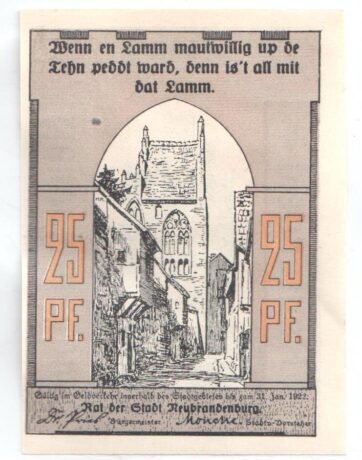 Wenn en Lamm mautwillig up de
Tehn peddt ward, denn is't all mit
dat Lamm.
25 25
PF. PF.
Gültig im Geldverkehr innerhalb des Stadtgebietes bis zum 31. Jan. 1922.
Rat der Stadt Neubrandenburg.
Bürgermeister Stadtv-Vorsteher